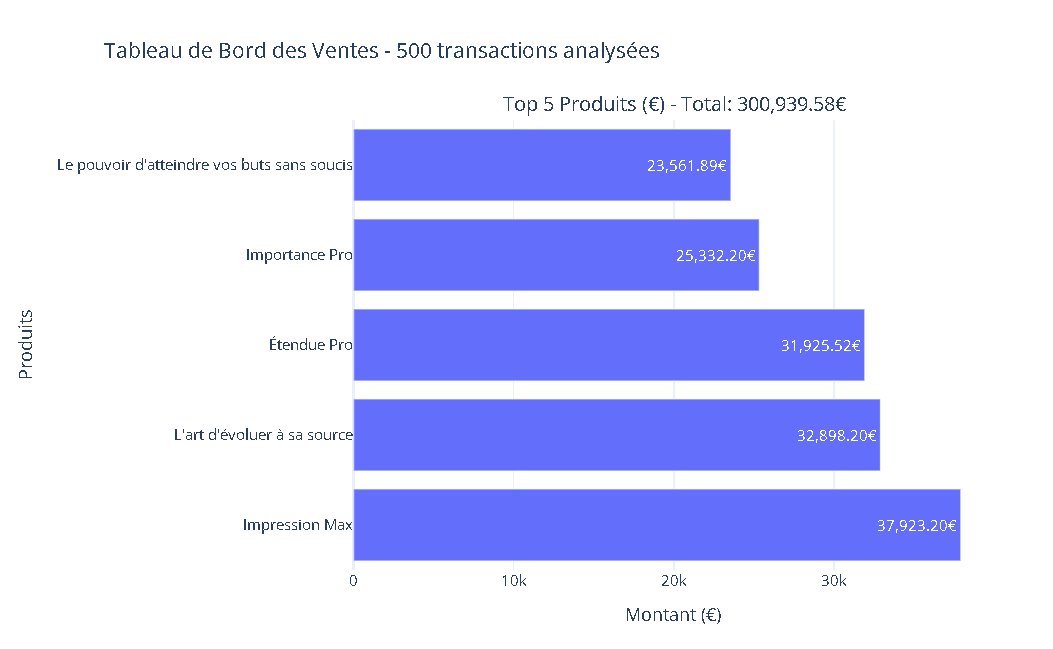 Tableau de Bord des Ventes - 500 transactions analysées
Top 5 Produits (€) - Total: 300,939.58€
Le pouvoir d'atteindre vos buts sans soucis
23,561.89€
Importance Pro
25,332.20€
Étendue Pro
31,925.52€
L'art d'évoluer à sa source
32,898.20€
Impression Max
37,923.20€
0
10k
20k
30k
Montant (€)
Produits